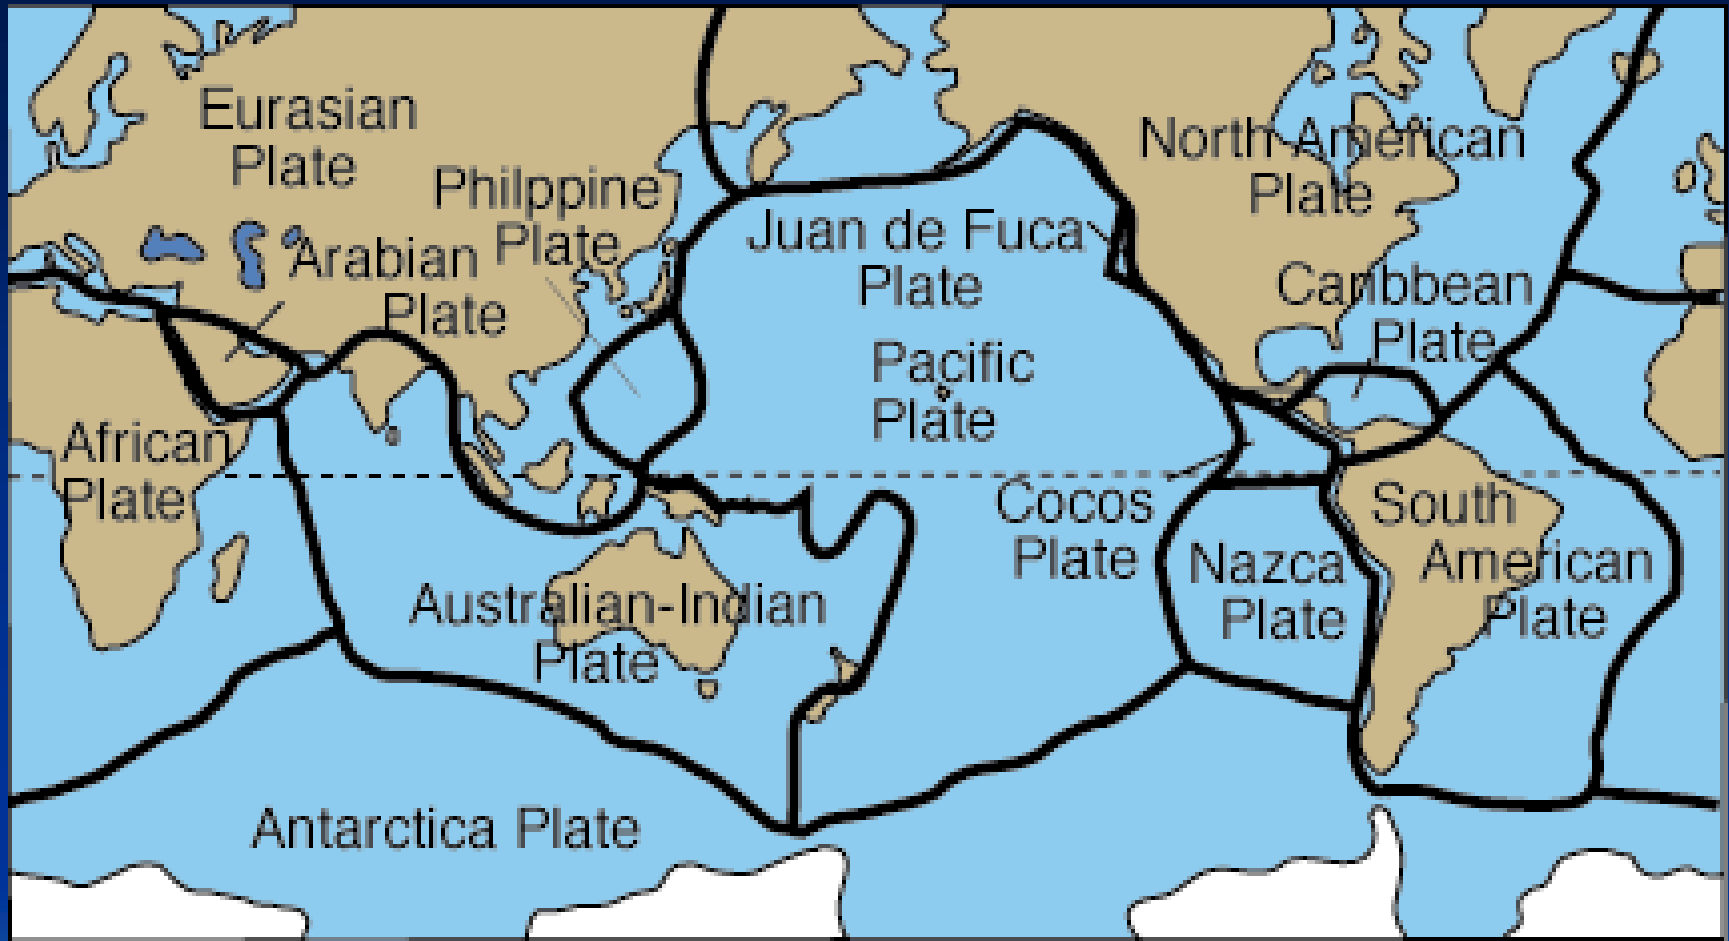 Eurasian
Plate
Philppine
Plate
Arabian
Plate
African
Plate
Juan de Fuca
Plate
Pacific
Plate
North American
Plate
Caribbean
Plate
Cocos
Plate
Nazca
Plate
South
American
Plate
Australian-Indian
Plate
Antarctica Plate